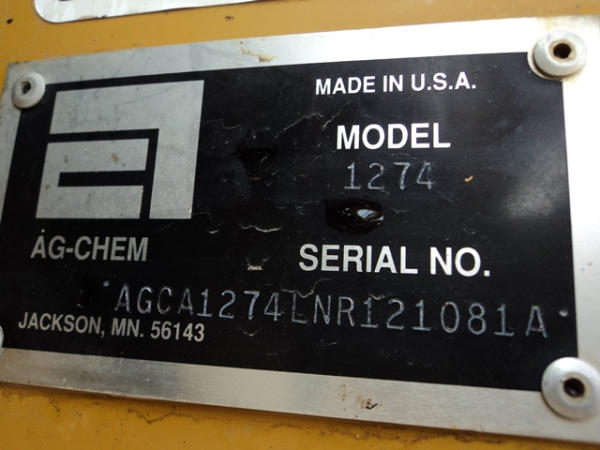 MADE IN U.S.A.
MODEL
1274
AG-CHEM
SERIAL NO.
AGCA1274LNR121081A
JACKSON, MN. 56143